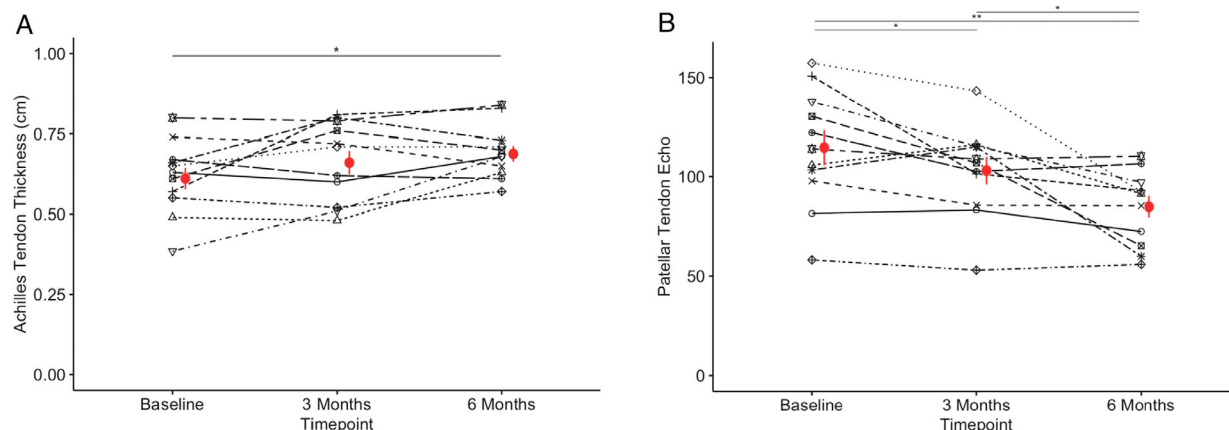 A
B
*
**
*
*
1.00
0.75
0.50
0.25
0.00
Achilles Tendon Thickness (cm)
Baseline
3 Months
6 Months
Timepoint
150
100
50
0
Patellar Tendon Echo
Baseline
3 Months
6 Months
Timepoint